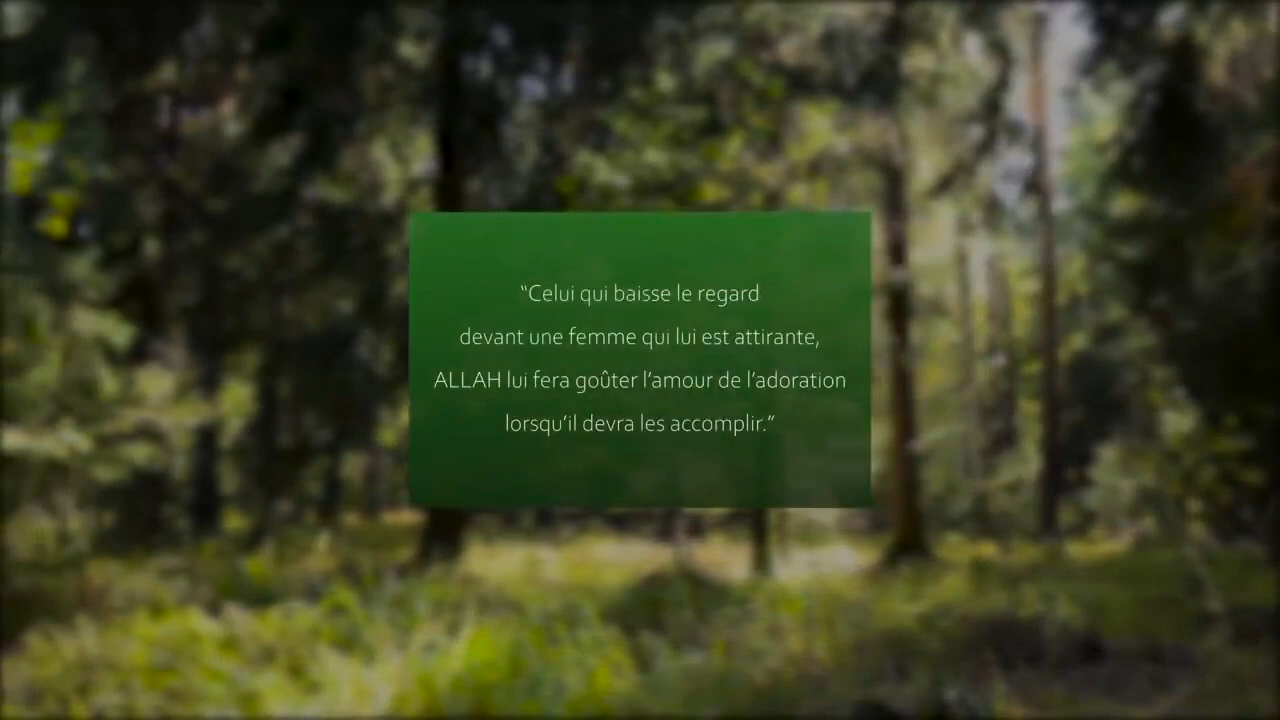 “Celui qui baisse le regard
devant une femme qui lui est attirante,
ALLAH lui fera goûter l’amour de l’adoration
lorsqu’il devra les accomplir.”